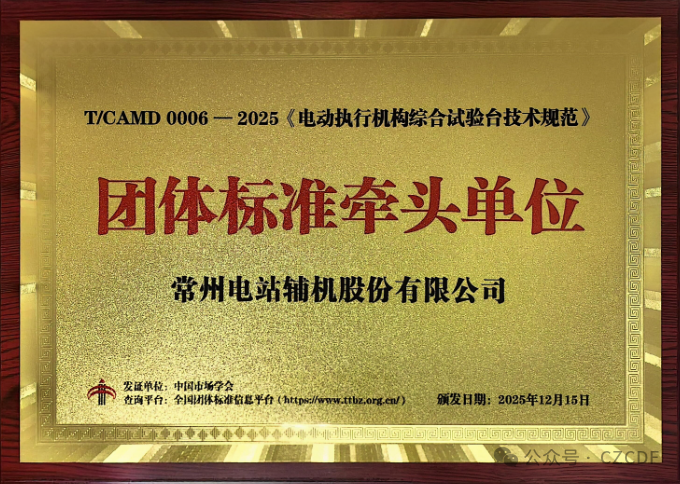 T/CAMD 0006 — 2025《电动执行机构综合试验台技术规范》
团体标准牵头单位
常州电站辅机股份有限公司
发证单位：中国市场学会
查询平台：全国团体标准信息平台（https://www.ttbz.org.cn/）
颁发日期：2025年12月15日
公众号 · CZCDF